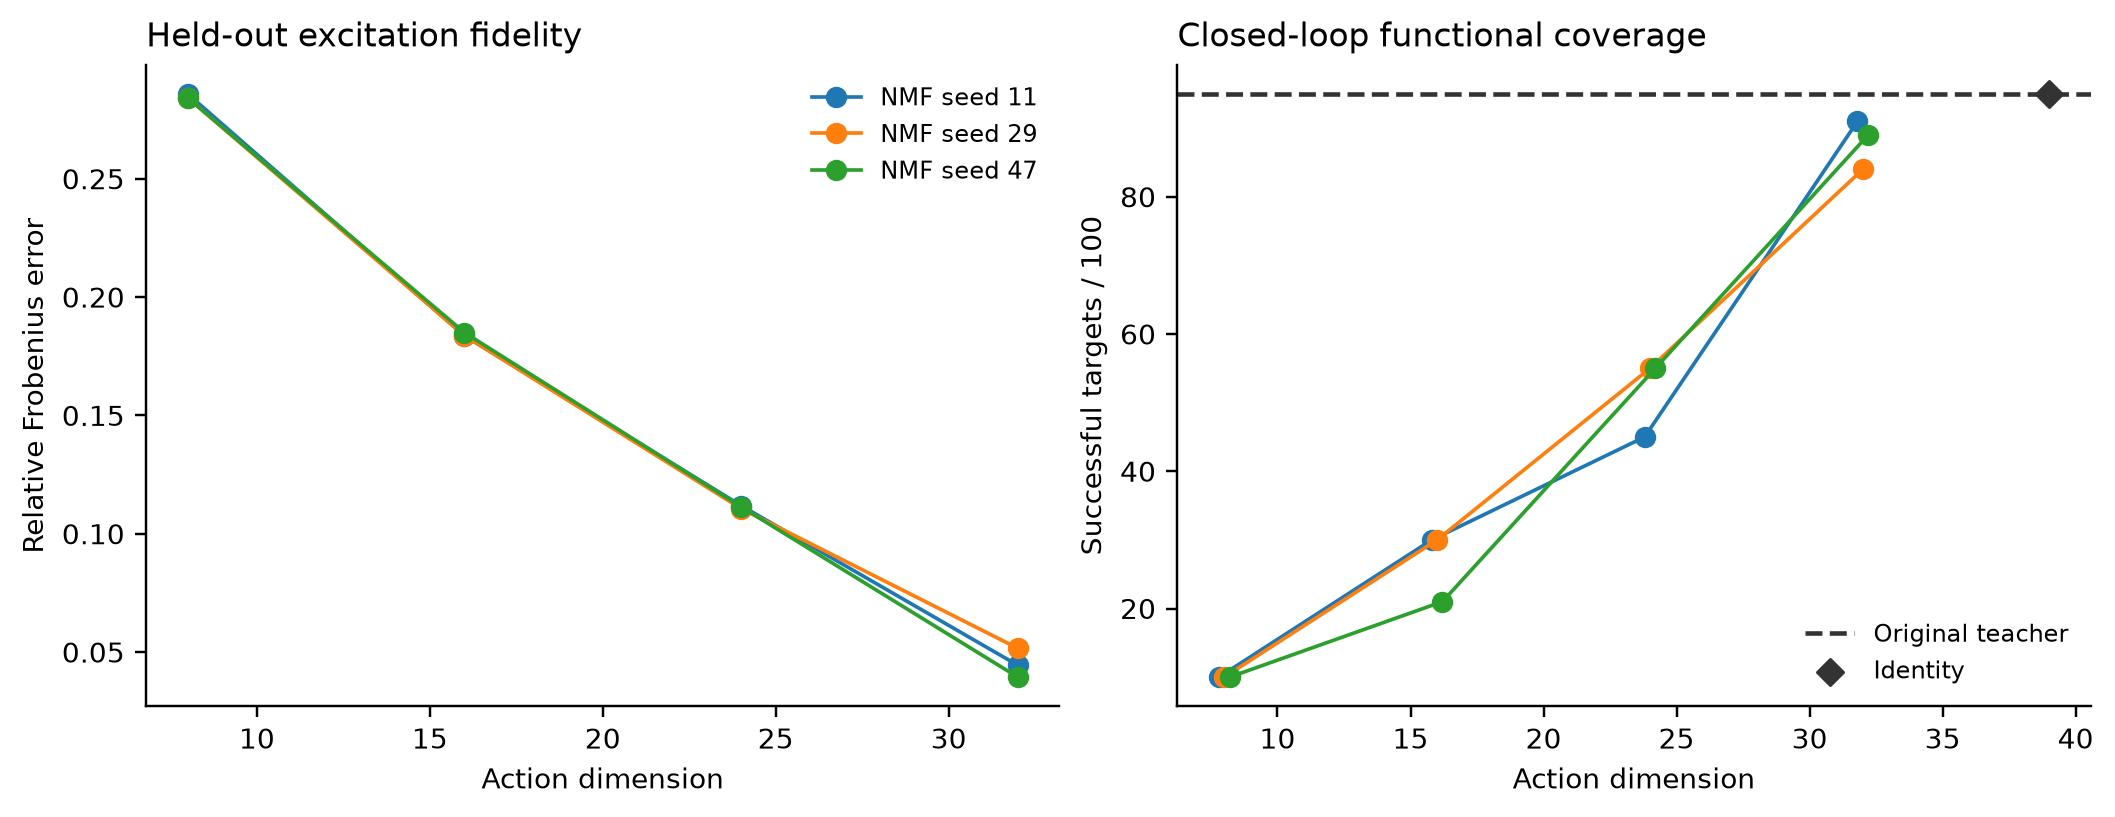 Held-out excitation fidelity
Relative Frobenius error
0.25
0.20
0.15
0.10
0.05
10 15 20 25 30
Action dimension
NMF seed 11
NMF seed 29
NMF seed 47
Closed-loop functional coverage
Successful targets / 100
80
60
40
20
10 15 20 25 30 35 40
Action dimension
Original teacher
Identity